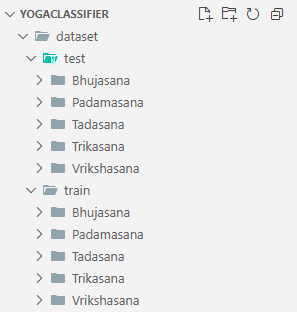 YOGACLASSIFIER
dataset
test
Bhujasana
Padamasana
Tadasana
Trikasana
Vrikshasana
train
Bhujasana
Padamasana
Tadasana
Trikasana
Vrikshasana